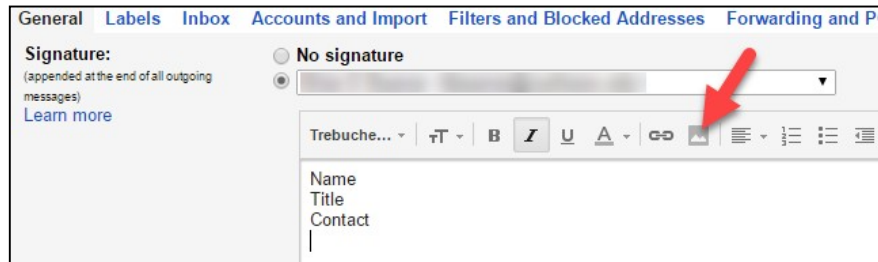 General Labels Inbox Accounts and Import Filters and Blocked Addresses Forwarding and P
Signature:
(appended at the end of all outgoing
messages)
Learn more
No signature
Trebuche... T B I U A
Name
Title
Contact